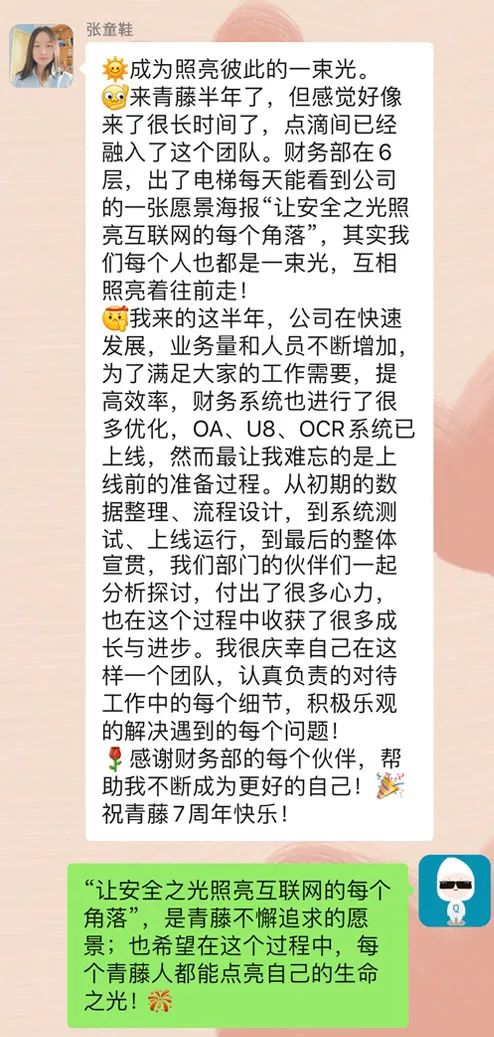 张童鞋
🌞成为照亮彼此的一束光。
🫢来青藤半年了，但感觉好像
来了很长时间了，点滴间已经
融入了这个团队。财务部在6
层，出了电梯每天能看到公司
的一张愿景海报“让安全之光照
亮互联网的每个角落”，其实我
们每个人也都是一束光，互相
照亮着往前走！
我来的这半年，公司在快速
发展，业务量和人员不断增加，
为了满足大家的工作需要，提
高效率，财务系统也进行了很
多优化，OA、U8、OCR系统已
上线，然而最让我难忘的是上
线前的准备过程。从初期的数
据整理、流程设计，到系统测
试、上线运行，到最后的整体
宣贯，我们部门的伙伴们一起
分析探讨，付出了很多心力，
也在这个过程中收获了很多成
长与进步。我很庆幸自己在这
样一个团队，认真负责的对待
工作中的每个细节，积极乐观
的解决遇到的每个问题！
🌹感谢财务部的每个伙伴，帮
助我不断成为更好的自己！🎉
祝青藤7周年快乐！
“让安全之光照亮互联网的每个
角落”，是青藤不懈追求的愿
景；也希望在这个过程中，每
个青藤人都能点亮自己的生命
之光！🎆
Q